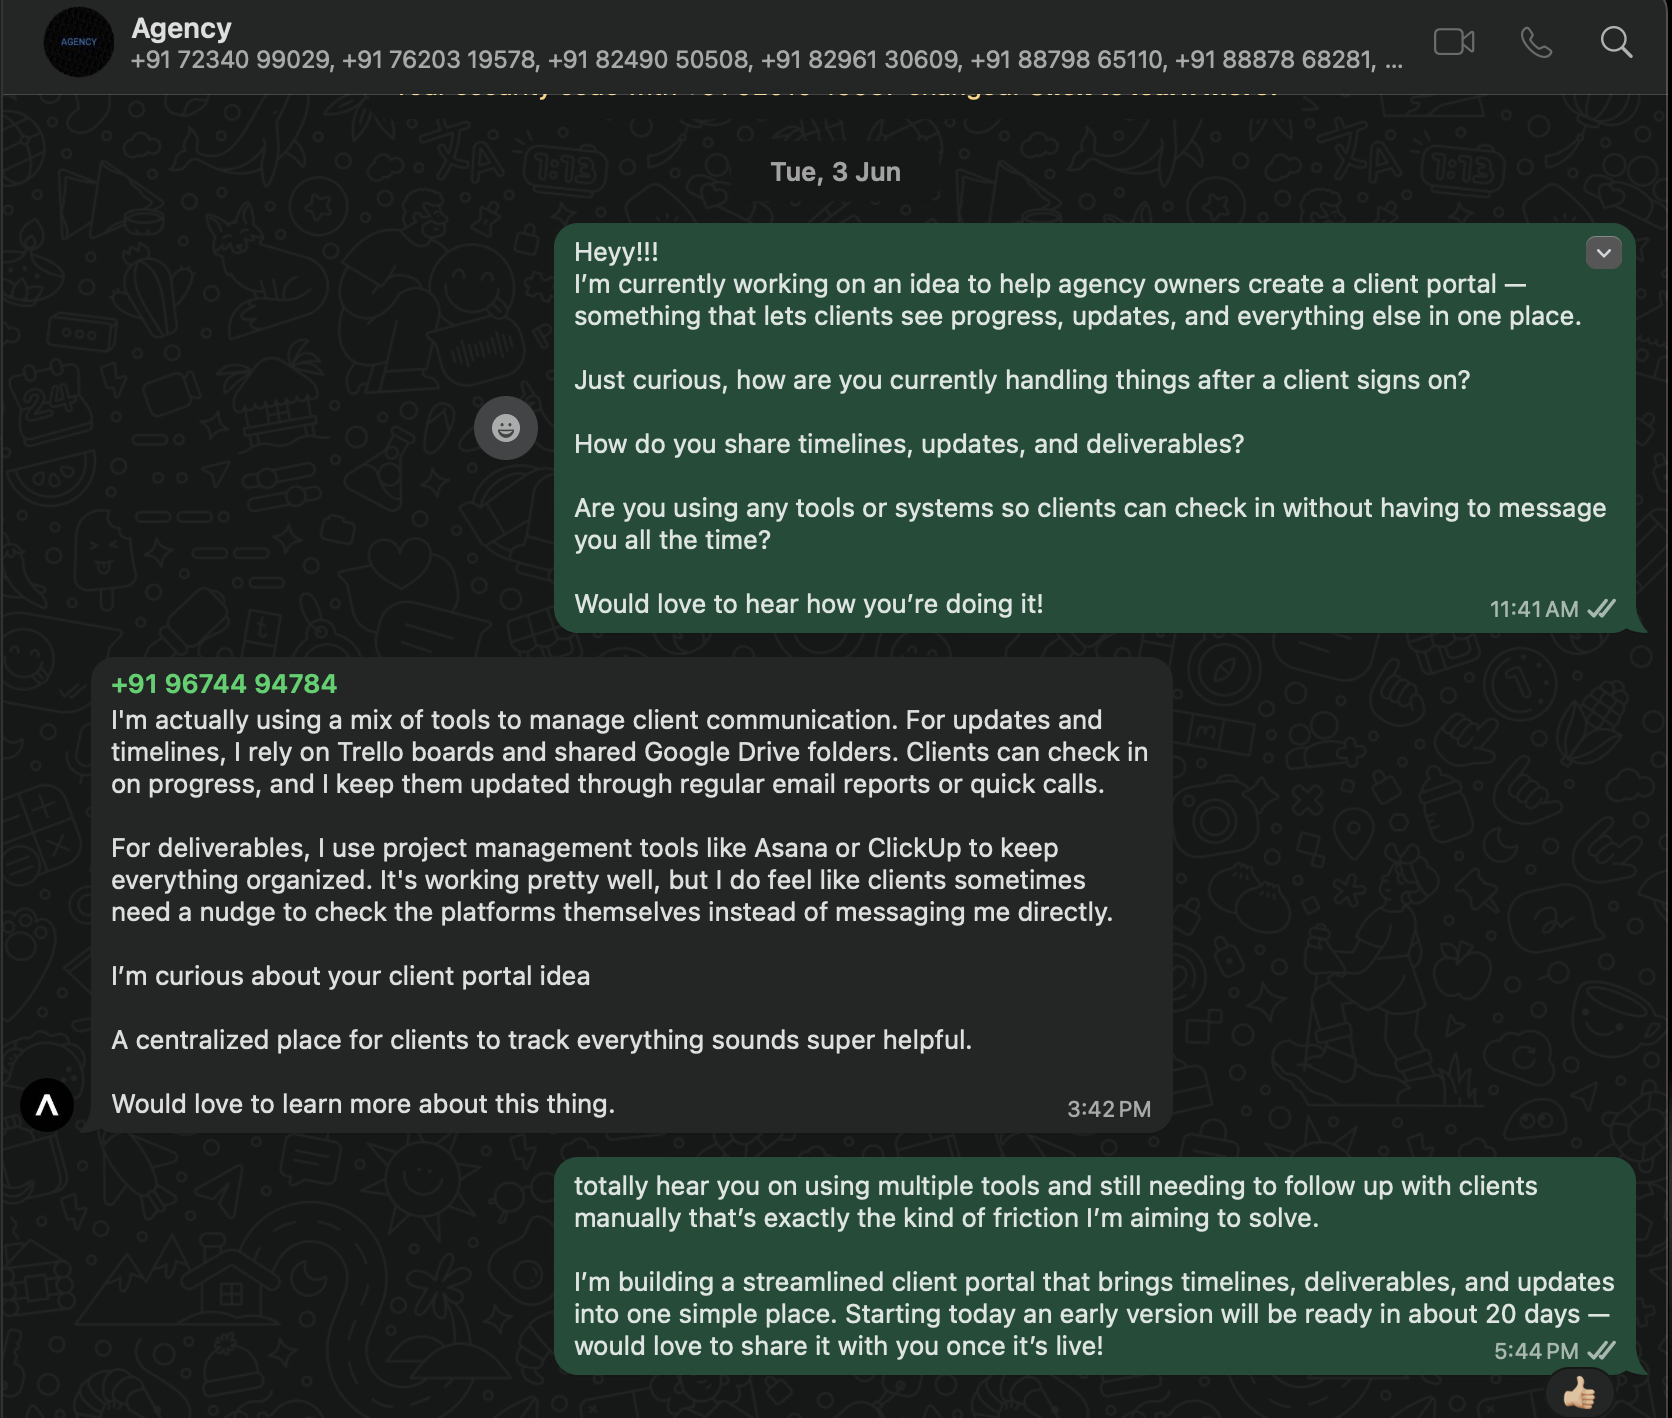 Agency
AGENCY
+91 72340 99029, +91 76203 19578, +91 82490 50508, +91 82961 30609, +91 88798 65110, +91 88878 68281, ...
Tue, 3 Jun
Heyy!!!
I’m currently working on an idea to help agency owners create a client portal —
something that lets clients see progress, updates, and everything else in one place.
Just curious, how are you currently handling things after a client signs on?
How do you share timelines, updates, and deliverables?
Are you using any tools or systems so clients can check in without having to message
you all the time?
Would love to hear how you’re doing it!
11:41 AM
+91 96744 94784
I'm actually using a mix of tools to manage client communication. For updates and
timelines, I rely on Trello boards and shared Google Drive folders. Clients can check in
on progress, and I keep them updated through regular email reports or quick calls.
For deliverables, I use project management tools like Asana or ClickUp to keep
everything organized. It's working pretty well, but I do feel like clients sometimes
need a nudge to check the platforms themselves instead of messaging me directly.
I’m curious about your client portal idea
A centralized place for clients to track everything sounds super helpful.
Would love to learn more about this thing.
3:42 PM
totally hear you on using multiple tools and still needing to follow up with clients
manually that’s exactly the kind of friction I’m aiming to solve.
I’m building a streamlined client portal that brings timelines, deliverables, and updates
into one simple place. Starting today an early version will be ready in about 20 days —
would love to share it with you once it’s live!
5:44 PM